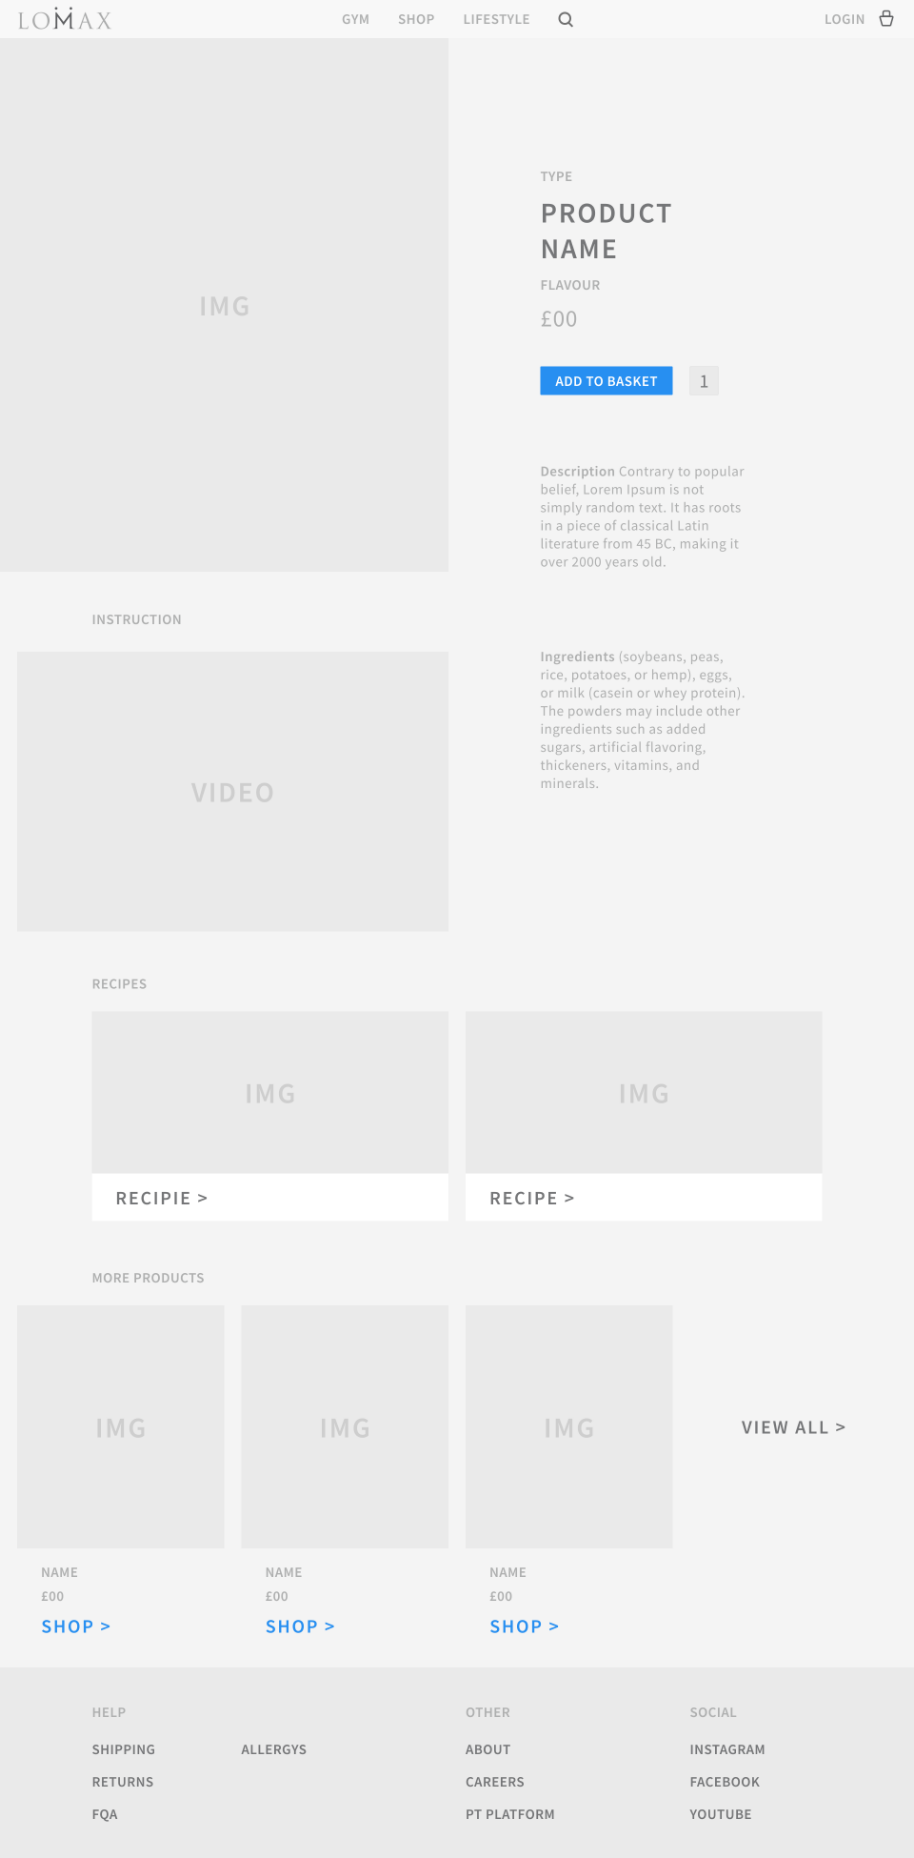 LOMAX
GYM SHOP LIFESTYLE LOGIN
IMG
TYPE
PRODUCT
NAME
FLAVOUR
£00
ADD TO BASKET 1
Description Contrary to popular
belief, Lorem Ipsum is not
simply random text. It has roots
in a piece of classical Latin
literature from 45 BC, making it
over 2000 years old.
INSTRUCTION
VIDEO
Ingredients (soybeans, peas,
rice, potatoes, or hemp), eggs,
or milk (casein or whey protein).
The powders may include other
ingredients such as added
sugars, artificial flavoring,
thickeners, vitamins, and
minerals.
RECIPES
IMG IMG
RECIPIE > RECIPE >
MORE PRODUCTS
IMG IMG IMG VIEW ALL >
NAME NAME NAME
£00 £00 £00
SHOP > SHOP > SHOP >
HELP OTHER SOCIAL
SHIPPING ALLERGYS ABOUT INSTAGRAM
RETURNS CAREERS FACEBOOK
FQA PT PLATFORM YOUTUBE